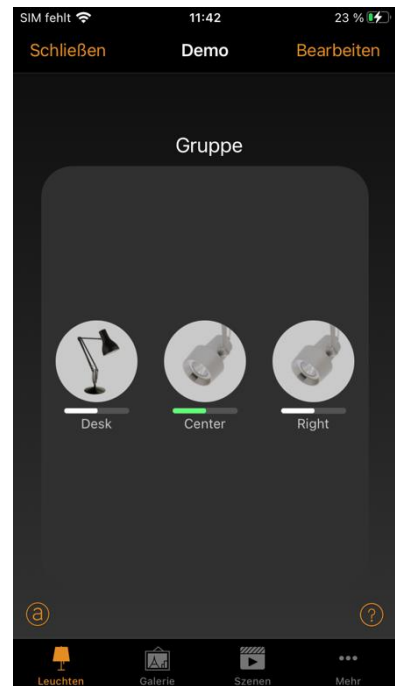 SIM fehlt 11:42 23 %
Schließen Demo Bearbeiten
Gruppe
Desk Center Right
a ?
Leuchten Galerie Szenen Mehr